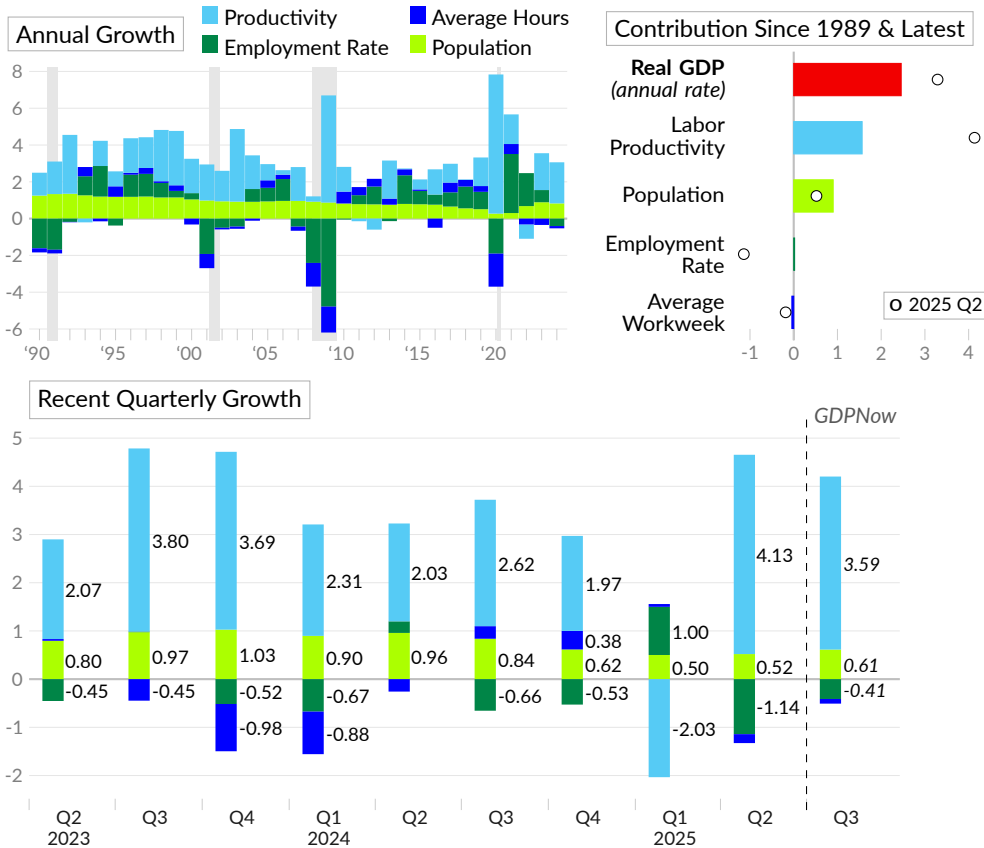 Annual Growth
Productivity
Average Hours
Employment Rate
Population
8
6
4
2
0
-2
-4
-6
‘90
‘95
‘00
‘05
‘10
‘15
‘20
Contribution Since 1989 & Latest
Real GDP
(annual rate)
Labor
Productivity
Population
Employment
Rate
Average
Workweek
2025 Q2
-1
0
1
2
3
4
Recent Quarterly Growth
GDPNow
5
4
3
2
1
0
-1
-2
2.07
0.80
-0.45
3.80
0.97
-0.45
3.69
1.03
-0.52
-0.98
2.31
0.90
-0.67
-0.88
2.03
0.96
2.62
0.84
-0.66
1.97
0.38
0.62
-0.53
1.00
0.50
-2.03
4.13
0.52
-1.14
3.59
0.61
-0.41
Q2
2023
Q3
Q4
Q1
2024
Q2
Q3
Q4
Q1
2025
Q2
Q3